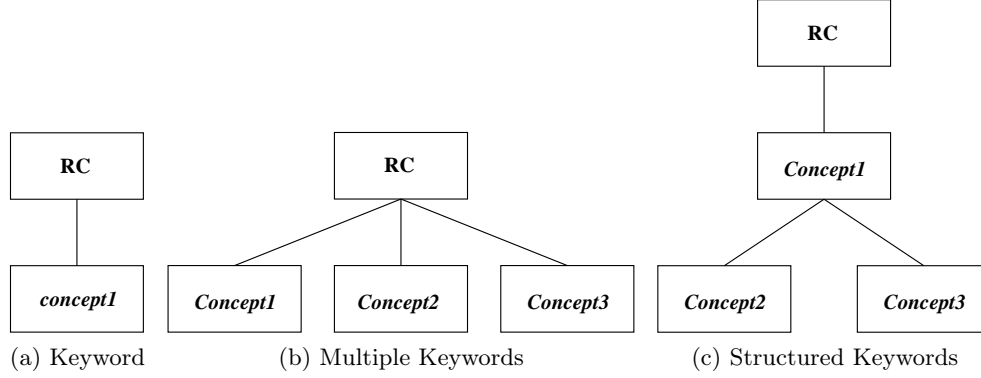 RC
concept1
(a) Keyword
RC
Concept1
Concept2
Concept3
(b) Multiple Keywords
RC
Concept1
Concept2
Concept3
(c) Structured Keywords